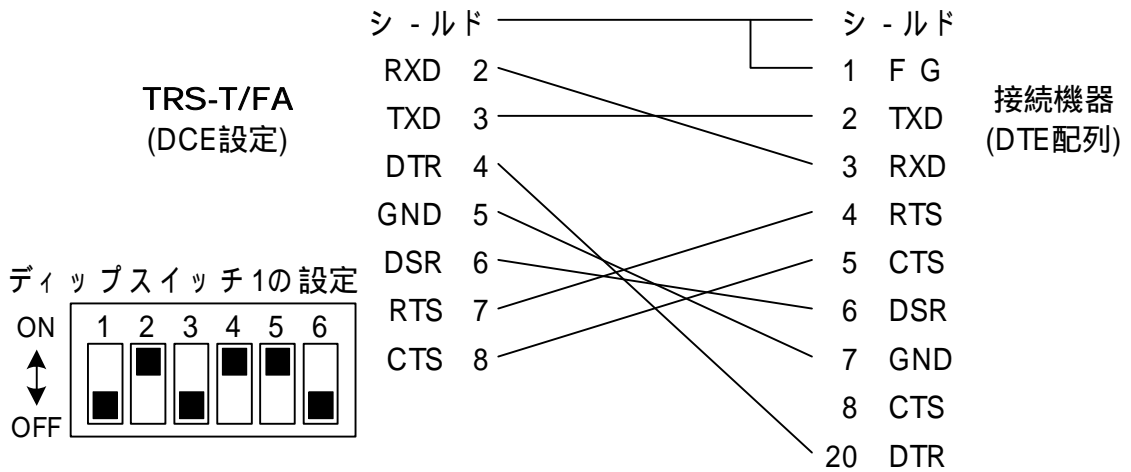 シ-ルド
RXD 2
TXD 3
DTR 4
GND 5
DSR 6
RTS 7
CTS 8
TRS-T/FA
(DCE設定)
ディップスイッチ1の設定
ON
1 2 3 4 5 6
OFF
シ-ルド
1 FG
2 TXD
3 RXD
4 RTS
5 CTS
6 DSR
7 GND
8 CTS
20 DTR
接続機器
(DTE配列)